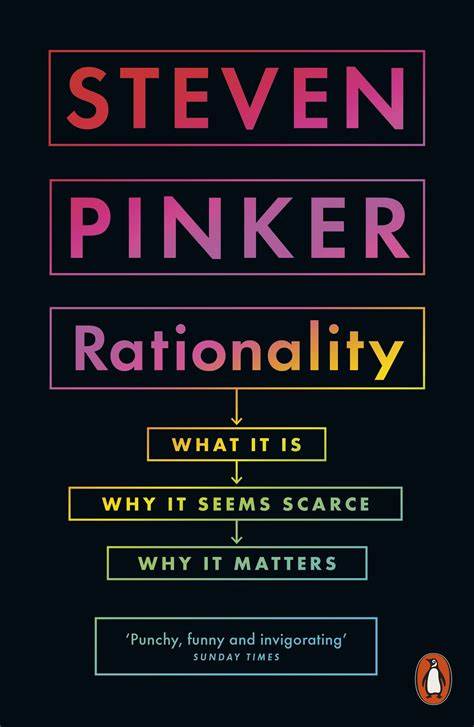 STEVEN
PINKER
Rationality
WHAT IT IS
WHY IT SEEMS SCARCE
WHY IT MATTERS
'Punchy, funny and invigorating'
SUNDAY TIMES